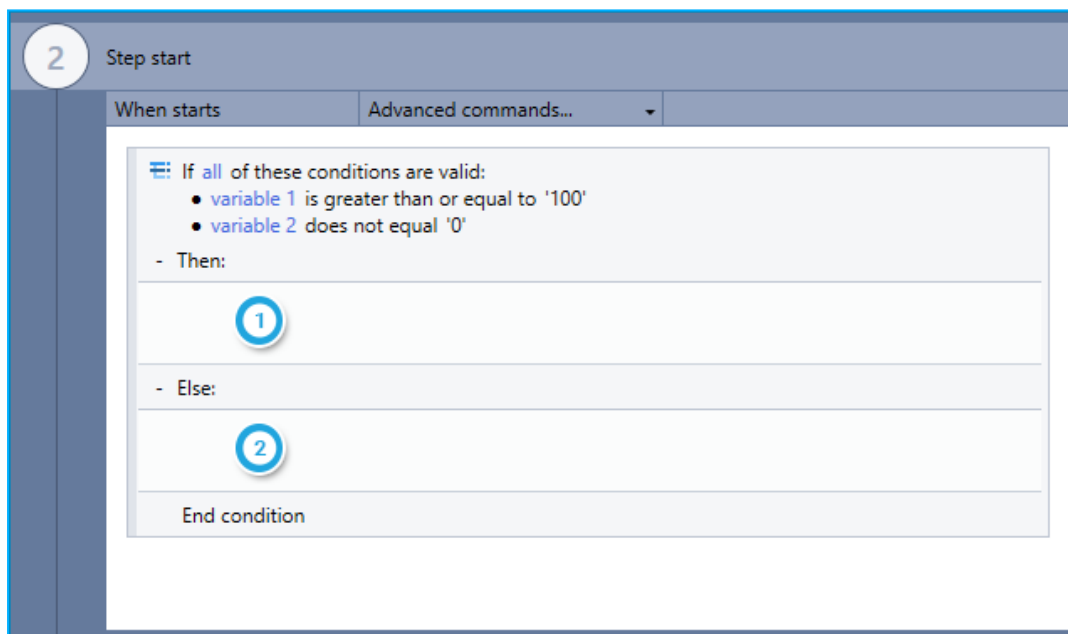 2
Step start
When starts
Advanced commands...
If all of these conditions are valid:
• variable 1 is greater than or equal to '100'
• variable 2 does not equal '0'
- Then:
1
- Else:
2
End condition